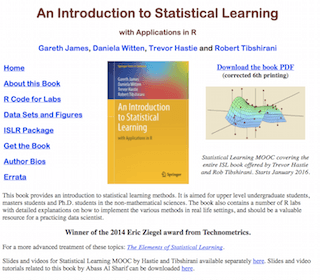 An Introduction to Statistical Learning
with Applications in R
Gareth James, Daniela Witten, Trevor Hastie and Robert Tibshirani
Home
About this Book
R Code for Labs
Data Sets and Figures
ISLR Package
Get the Book
Author Bios
Errata
Springer Texts in Statistics
Gareth James
Daniela Witten
Trevor Hastie
Robert Tibshirani
An Introduction
to Statistical
Learning
with Applications in R
Springer
Download the book PDF
(corrected 6th printing)
Statistical Learning MOOC covering the
entire ISL book offered by Trevor Hastie
and Rob Tibshirani. Starts January 2016.
This book provides an introduction to statistical learning methods. It is aimed for upper level undergraduate students,
masters students and Ph.D. students in the non-mathematical sciences. The book also contains a number of R labs
with detailed explanations on how to implement the various methods in real life settings, and should be a valuable
resource for a practicing data scientist.
Winner of the 2014 Eric Ziegel award from Technometrics.
For a more advanced treatment of these topics: The Elements of Statistical Learning.
Slides and videos for Statistical Learning MOOC by Hastie and Tibshirani available separately here. Slides and video
tutorials related to this book by Abass Al Sharif can be downloaded here.